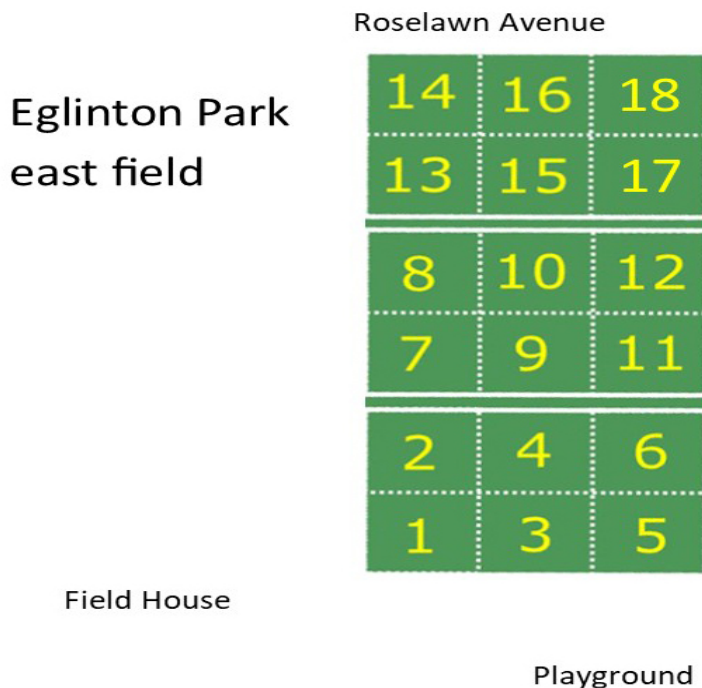 Roselawn Avenue
Eglinton Park
east field
14 16 18
13 15 17
8 10 12
7 9 11
2 4 6
1 3 5
Field House
Playground